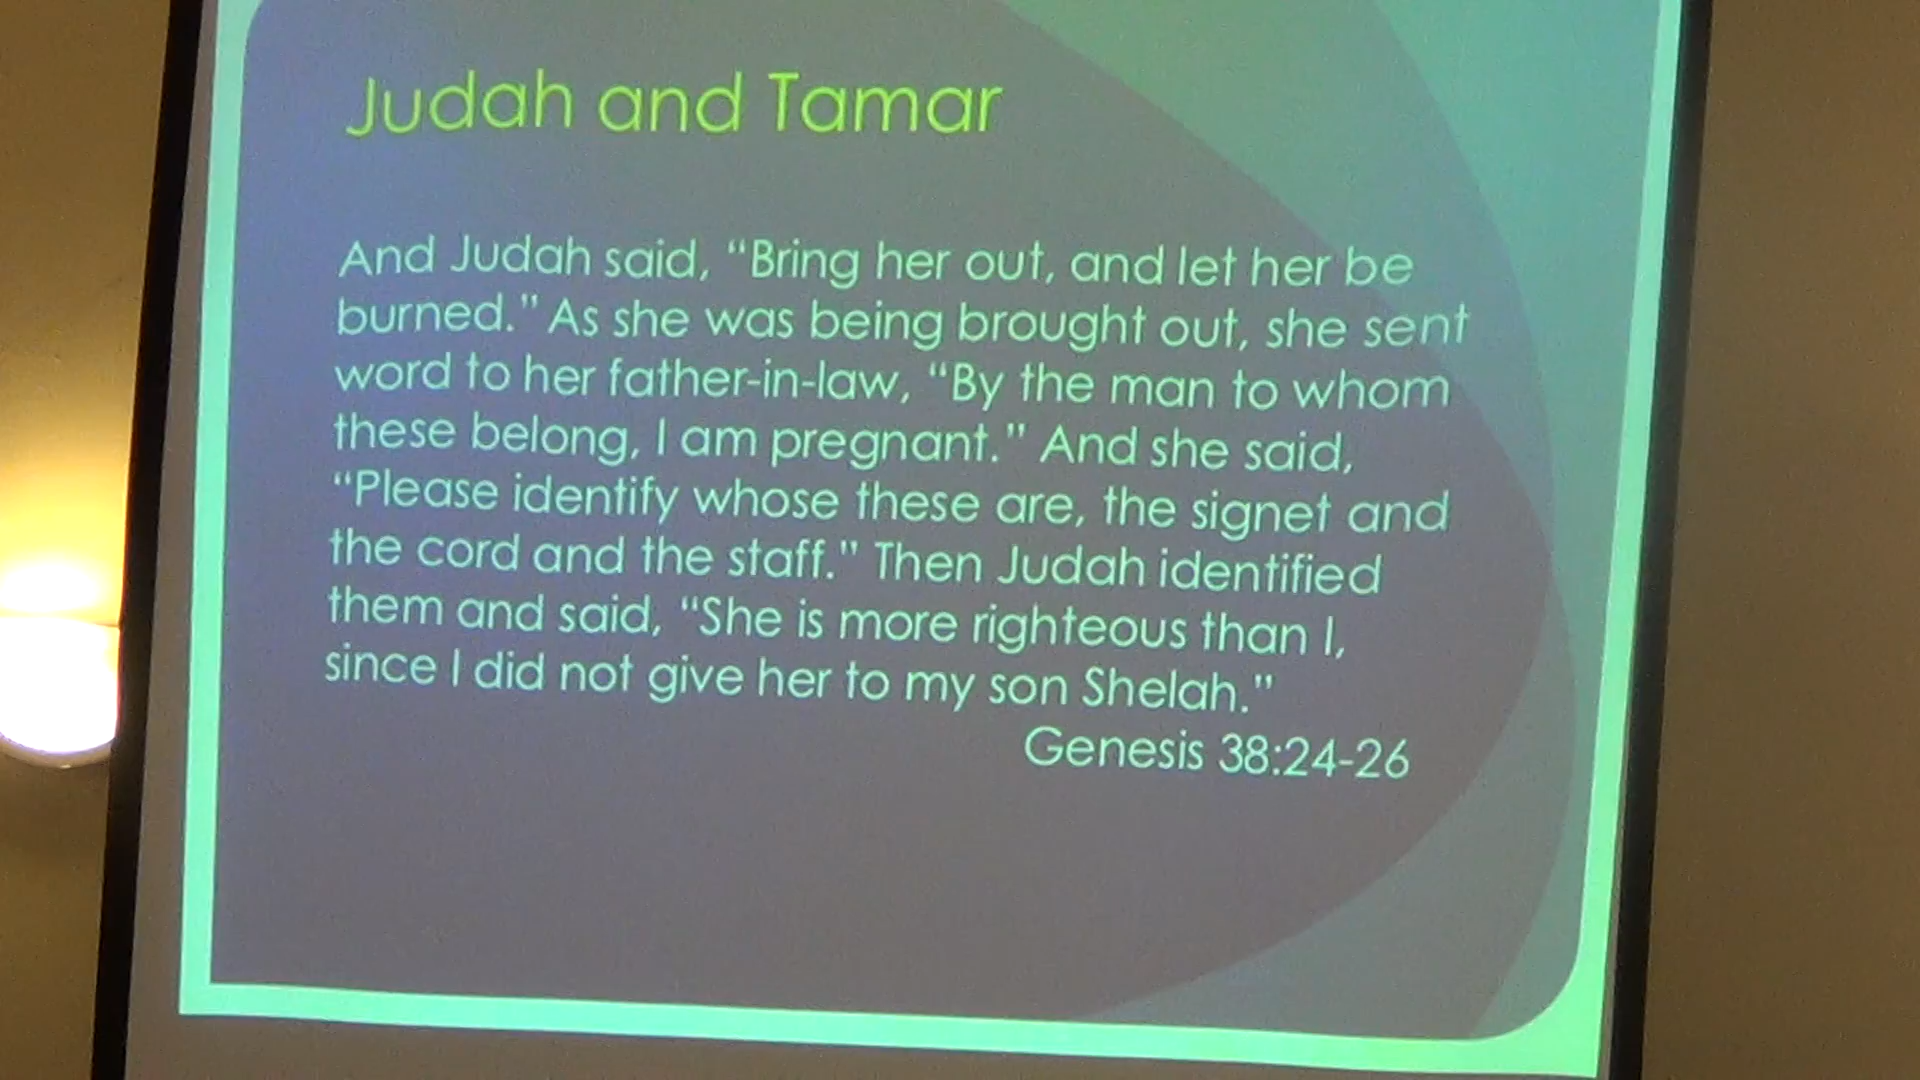 Judah and Tamar
And Judah said, “Bring her out, and let her be
burned.” As she was being brought out, she sent
word to her father-in-law, “By the man to whom
these belong, I am pregnant.” And she said,
“Please identify whose these are, the signet and
the cord and the staff.” Then Judah identified
them and said, “She is more righteous than I,
since I did not give her to my son Shelah.”
Genesis 38:24-26